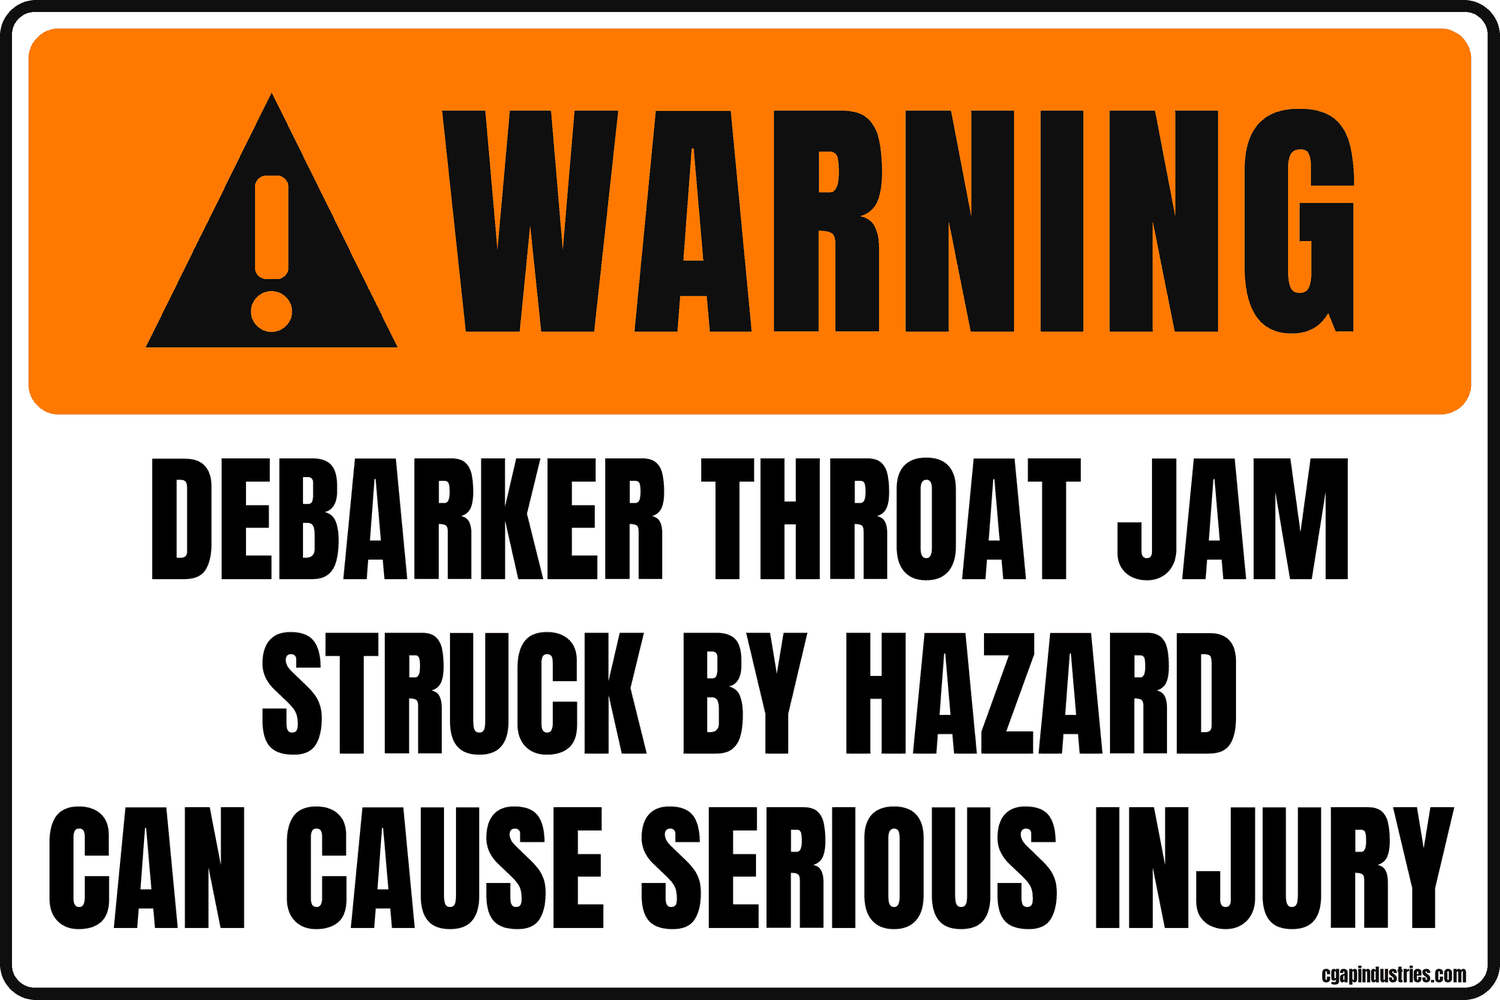 WARNING
DEBARKER THROAT JAM
STRUCK BY HAZARD
CAN CAUSE SERIOUS INJURY
cgapindustries.com